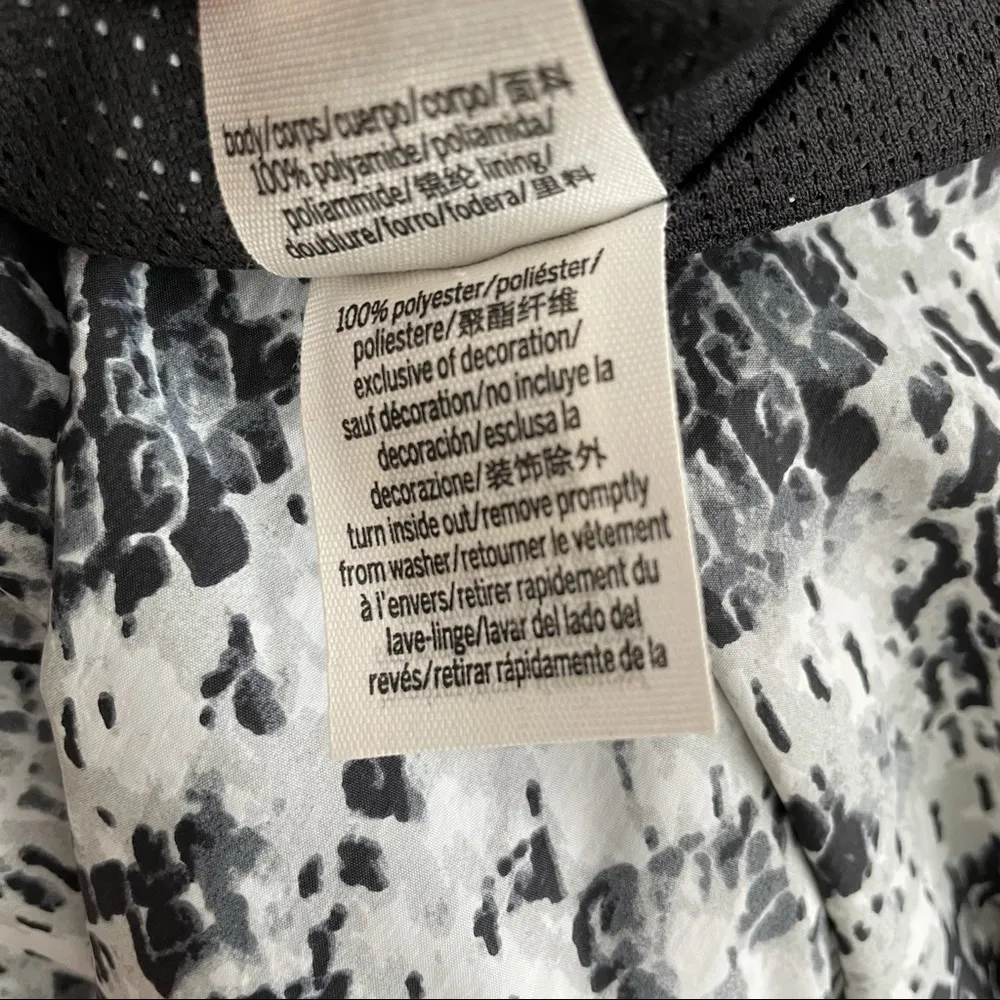 body/corps/cuerpo/corpo/面料
100% polyamide/poliamida/
poliammide/锦纶 lining/
doublure/forro/fodera/里料
100% polyester/poliéster/
poliestere/聚酯纤维
exclusive of decoration/
sauf décoration/no incluye la
decoración/esclusa la
decorazione/装饰除外
turn inside out/remove promptly
from washer/retourner le vêtement
à l'envers/retirer rapidement du
lave-linge/lavar del lado del
revés/retirar rápidamente de la